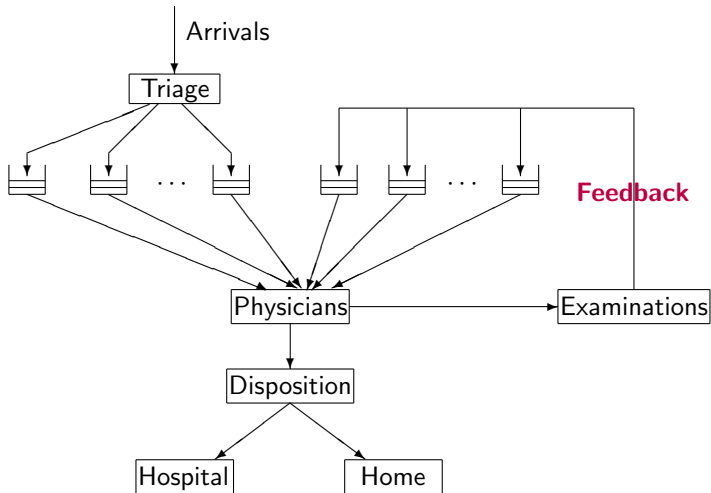 Arrivals
Triage
. . .
. . .
Feedback
Physicians
Examinations
Disposition
Hospital
Home